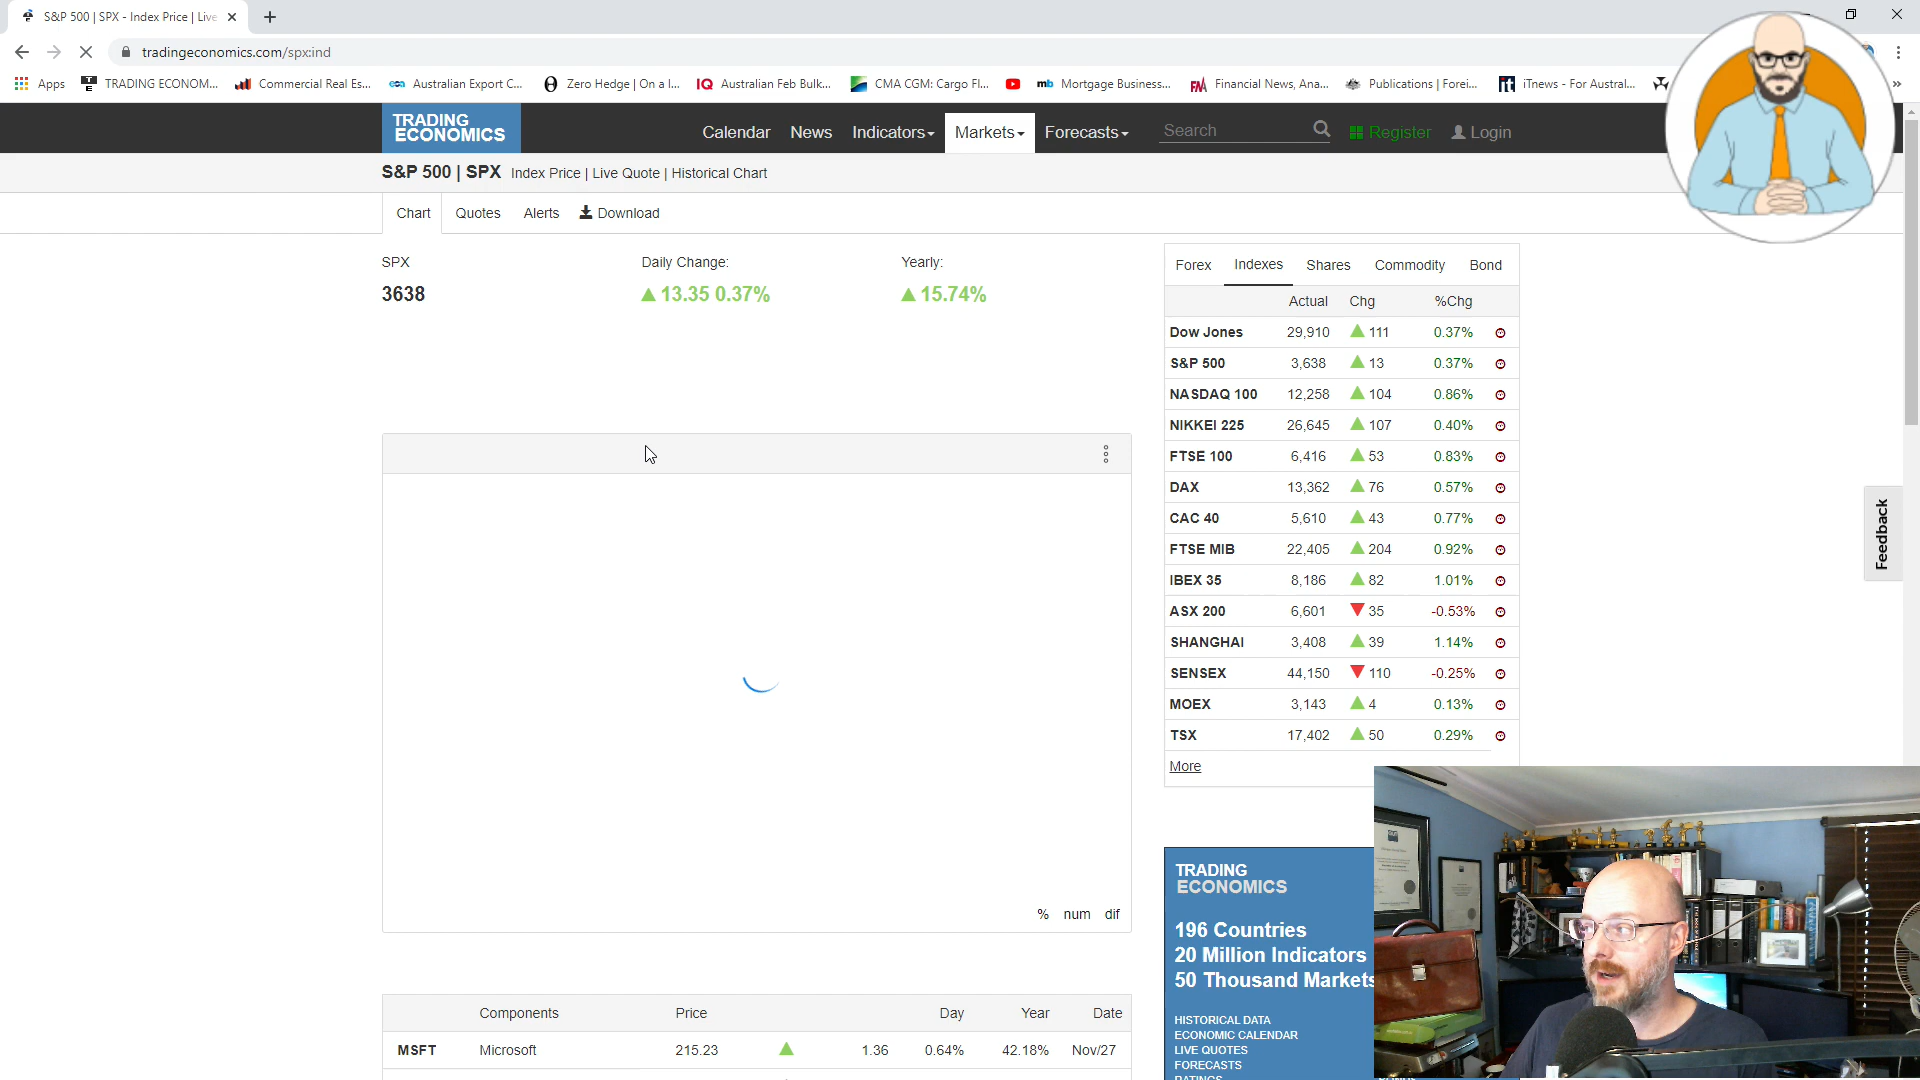 S&P 500 | SPX - Index Price | Live
tradingeconomics.com/spx:ind
Apps TRADING ECONOM... Commercial Real Es... Australian Export C... Zero Hedge | On a l... IQ Australian Feb Bulk... CMA CGM: Cargo Fl... mb Mortgage Business... FM Financial News, Ana... Publications | Forei... it iTnews - For Austral...
TRADING
ECONOMICS
Calendar News Indicators Markets Forecasts Search Register Login
S&P 500 | SPX Index Price | Live Quote | Historical Chart
Chart Quotes Alerts Download
SPX Daily Change: Yearly:
3638 13.35 0.37% 15.74%
% num dif
Components Price Day Year Date
MSFT Microsoft 215.23 1.36 0.64% 42.18% Nov/27
Forex Indexes Shares Commodity Bond
Actual Chg %Chg
Dow Jones 29,910 111 0.37%
S&P 500 3,638 13 0.37%
NASDAQ 100 12,258 104 0.86%
NIKKEI 225 26,645 107 0.40%
FTSE 100 6,416 53 0.83%
DAX 13,362 76 0.57%
CAC 40 5,610 43 0.77%
FTSE MIB 22,405 204 0.92%
IBEX 35 8,186 82 1.01%
ASX 200 6,601 35 -0.53%
SHANGHAI 3,408 39 1.14%
SENSEX 44,150 110 -0.25%
MOEX 3,143 4 0.13%
TSX 17,402 50 0.29%
More
TRADING
ECONOMICS
196 Countries
20 Million Indicators
50 Thousand Markets
HISTORICAL DATA
ECONOMIC CALENDAR
LIVE QUOTES
FORECASTS
RATINGS
Feedback